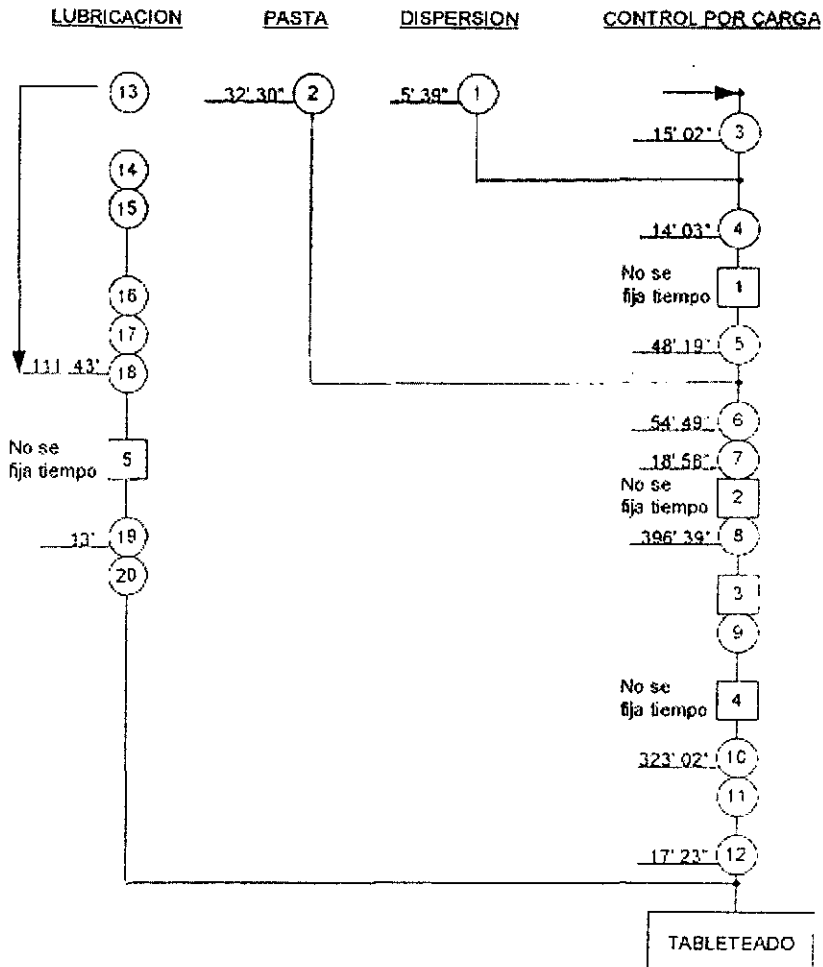 LUBRICACION PASTA DISPERSION CONTROL POR CARGA
13 32' 30" 2 5' 39" 1
15' 02" 3
14
15
14' 03" 4
No se
fija tiempo 1
16
17
48' 19" 5
18
54' 49" 6
No se
fija tiempo 5
18' 58" 7
No se
fija tiempo 2
13' 19
396' 39" 8
20
3
9
No se
fija tiempo 4
323' 02" 10
11
17' 23" 12
TABLETEADO